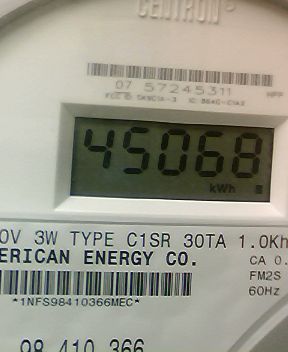 CENTRON®
07 57245311
45068
kWh
0V 3W TYPE C1SR 30TA 1.0Kh
ERICAN ENERGY CO.
CA 0.
FM2S
60Hz
*1NFS98410366MEC*
98 410 366